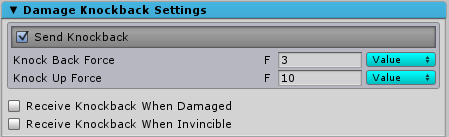 Damage Knockback Settings
Send Knockback
Knock Back Force F 3 Value
Knock Up Force F 10 Value
Receive Knockback When Damaged
Receive Knockback When Invincible